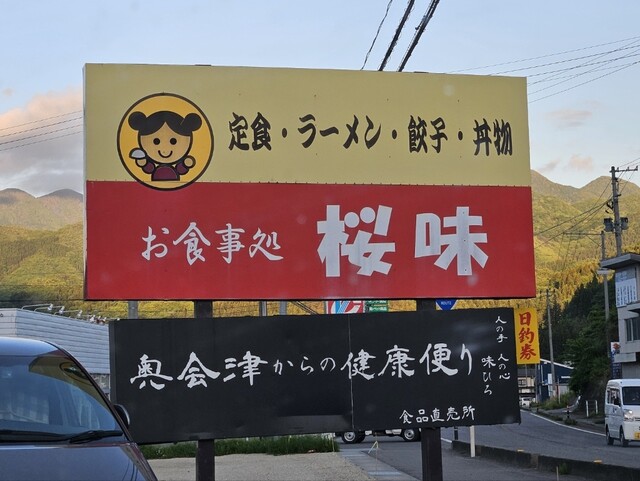 定食・ラーメン・餃子・丼物
お食事処 桜味
奥会津からの健康便り
人の手 人の心
味ひろ
食品直売所
日釣券